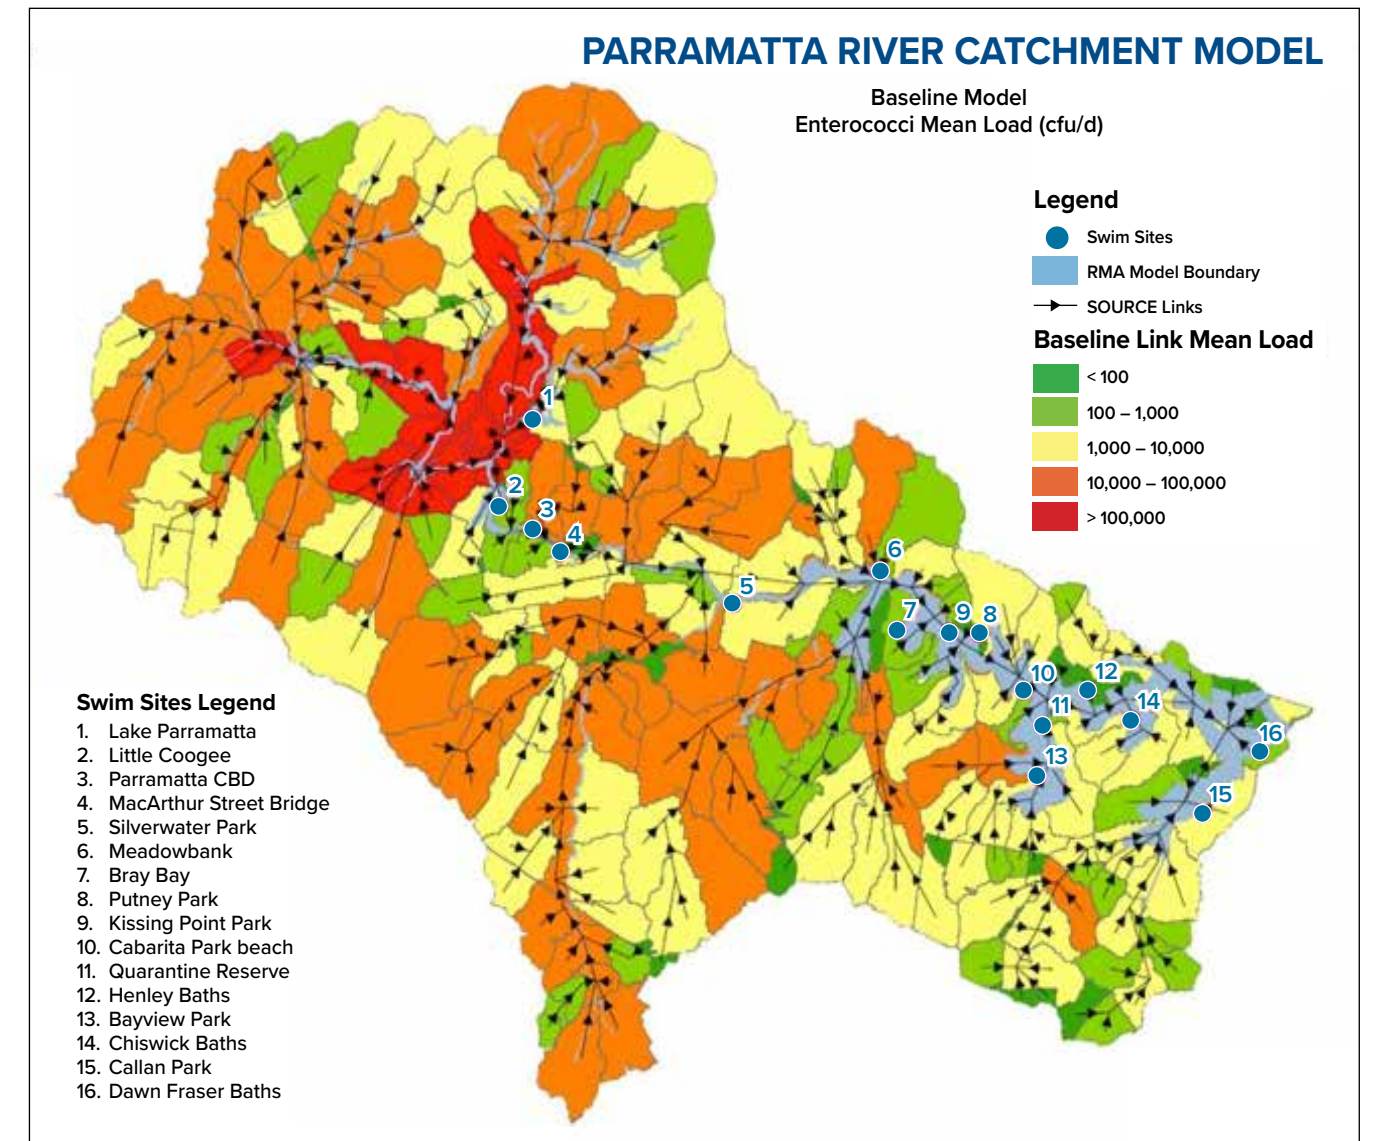 PARRAMATTA RIVER CATCHMENT MODEL
Baseline Model
Enterococci Mean Load (cfu/d)
Legend
Swim Sites
RMA Model Boundary
SOURCE Links
Baseline Link Mean Load
< 100
100 – 1,000
1,000 – 10,000
10,000 – 100,000
> 100,000
1
2
3
4
5
6
7
9
8
10
12
11
14
13
16
15
Swim Sites Legend
1. Lake Parramatta
2. Little Coogee
3. Parramatta CBD
4. MacArthur Street Bridge
5. Silverwater Park
6. Meadowbank
7. Bray Bay
8. Putney Park
9. Kissing Point Park
10. Cabarita Park beach
11. Quarantine Reserve
12. Henley Baths
13. Bayview Park
14. Chiswick Baths
15. Callan Park
16. Dawn Fraser Baths